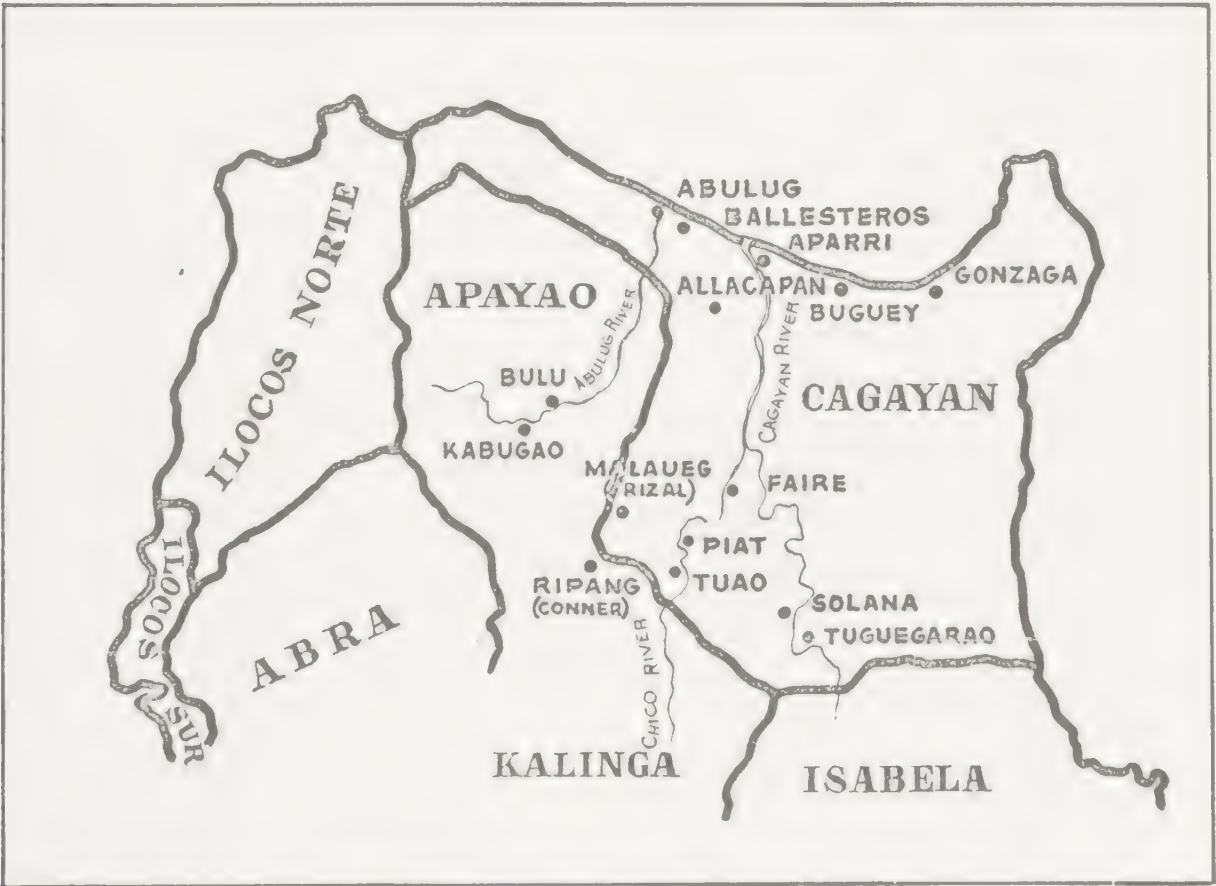 ABULUG
BALLESTEROS
APARRI
ILOCOS NORTE
APAYAO
ABULUG RIVER
ALLACAPAN
BUGUEY
GONZAGA
CAGAYAN RIVER
BULU
KABUGAO
CAGAYAN
MALAUEG
(RIZAL)
FAIRE
PIAT
TUAO
RIPANG
(CONNER)
SOLANA
TUGUEGARAO
ILOCOS
SUR
ABRA
CHICO RIVER
KALINGA
ISABELA